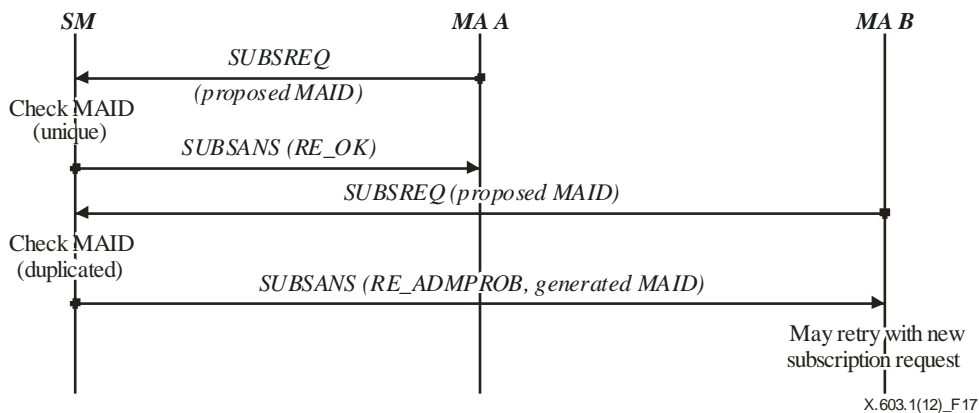 SM MA A MA B
SUBSREQ
(proposed MAID)
Check MAID
(unique)
SUBSANS (RE_OK)
SUBSREQ (proposed MAID)
Check MAID
(duplicated)
SUBSANS (RE_ADMPROB, generated MAID)
May retry with new
subscription request
X.603.1(12)_F17